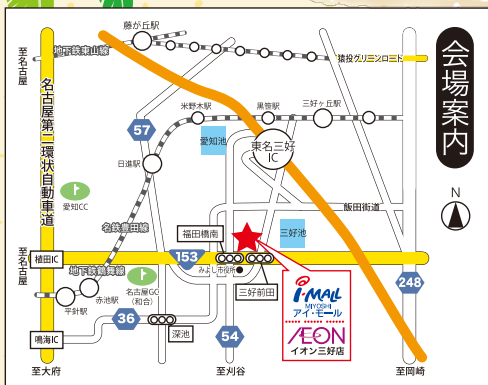 会場案内
N
藤が丘駅
至名古屋
地下鉄東山線
猿投グリーンロード
名古屋第二環状自動車道
米野木駅
黒笹駅
三好ヶ丘駅
57
愛知池
東名三好
IC
日進駅
愛知CC
飯田街道
名鉄豊田線
福田橋南
三好池
至名古屋
植田IC
153
みよし市役所
地下鉄鶴舞線
名古屋GC
(和合)
三好前田
248
赤池駅
平針駅
36
深池
54
鳴海IC
i-MALL
MIYOSHI
アイ・モール
ÆON
イオン三好店
至大府
至刈谷
至岡崎